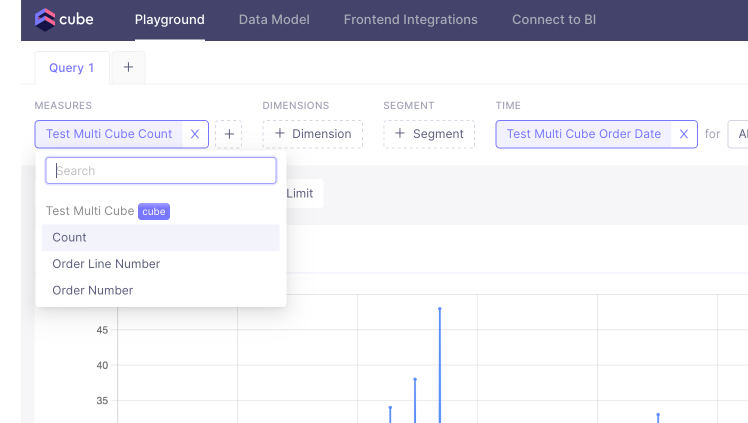 cube Playground Data Model Frontend Integrations Connect to BI
Query 1 +
MEASURES DIMENSIONS SEGMENT TIME
Test Multi Cube Count X + + Dimension + Segment Test Multi Cube Order Date X for
Search
Limit
Test Multi Cube cube
Count
Order Line Number
Order Number
45
40
35